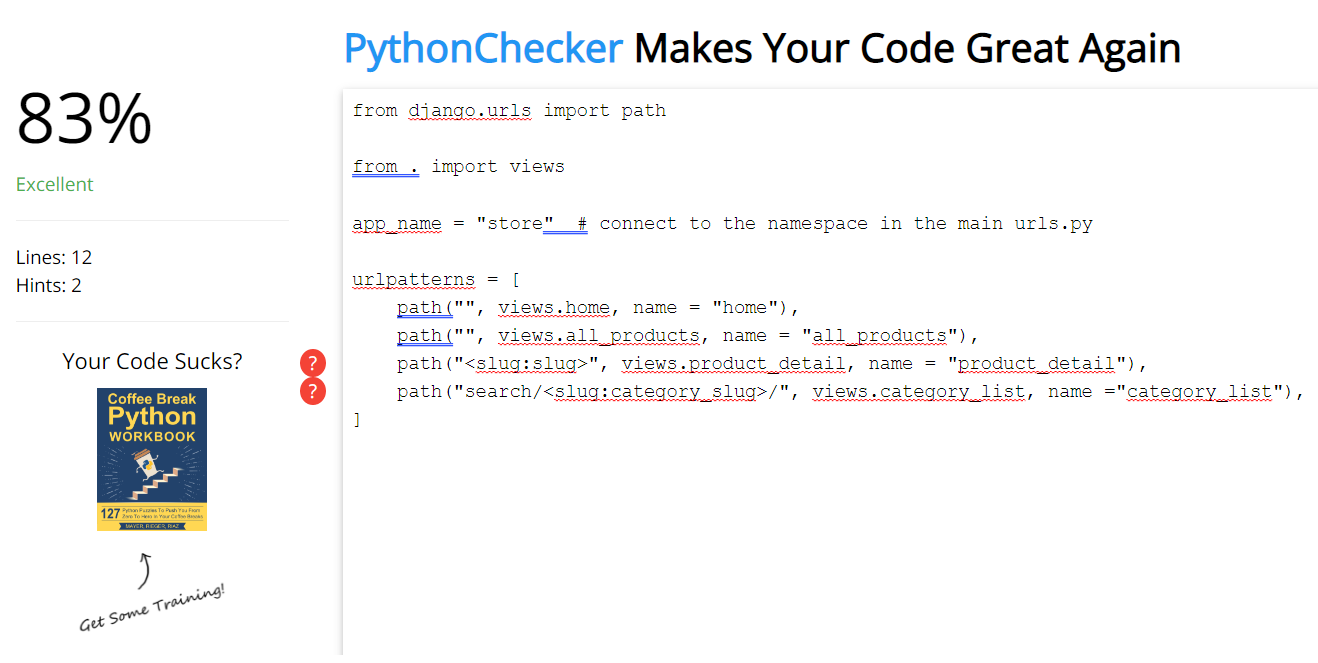 PythonChecker Makes Your Code Great Again
83%
Excellent
Lines: 12
Hints: 2
Your Code Sucks?
Coffee Break
Python
WORKBOOK
127 Python Puzzles To Push You From
Zero To Hero in Your Coffee Breaks
MAYER, RIEGER, RIAZ
Get Some Training!
?
?
from django.urls import path
from . import views
app_name = "store"  # connect to the namespace in the main urls.py
urlpatterns = [
    path("", views.home, name = "home"),
    path("", views.all_products, name = "all_products"),
    path("<slug:slug>", views.product_detail, name = "product_detail"),
    path("search/<slug:category_slug>/", views.category_list, name ="category_list"),
]